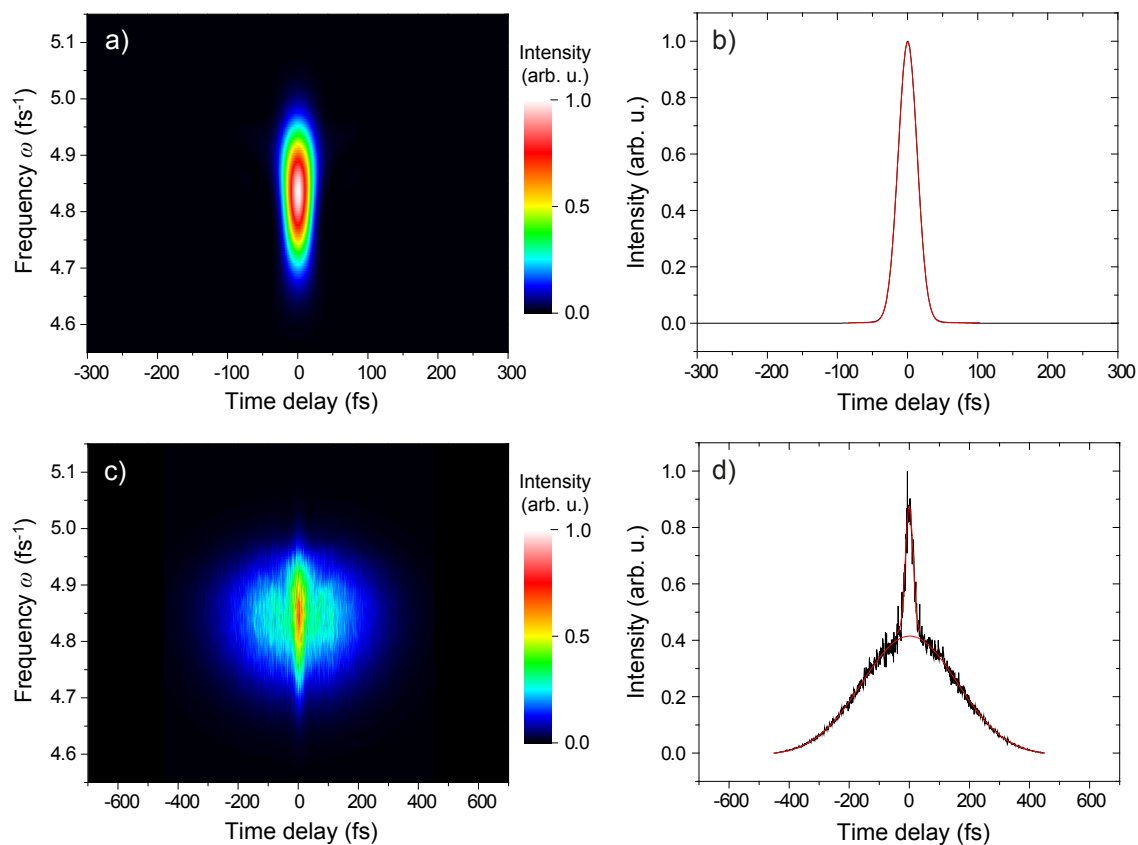 a)
5.1
5.0
4.9
4.8
4.7
4.6
Frequency ω (fs⁻¹)
-300 -200 -100 0 100 200 300
Time delay (fs)
Intensity
(arb. u.)
1.0
0.5
0.0
b)
1.0
0.8
0.6
0.4
0.2
0.0
Intensity (arb. u.)
-300 -200 -100 0 100 200 300
Time delay (fs)
c)
5.1
5.0
4.9
4.8
4.7
4.6
Frequency ω (fs⁻¹)
-600 -400 -200 0 200 400 600
Time delay (fs)
Intensity
(arb. u.)
1.0
0.5
0.0
d)
1.0
0.8
0.6
0.4
0.2
0.0
Intensity (arb. u.)
-600 -400 -200 0 200 400 600
Time delay (fs)